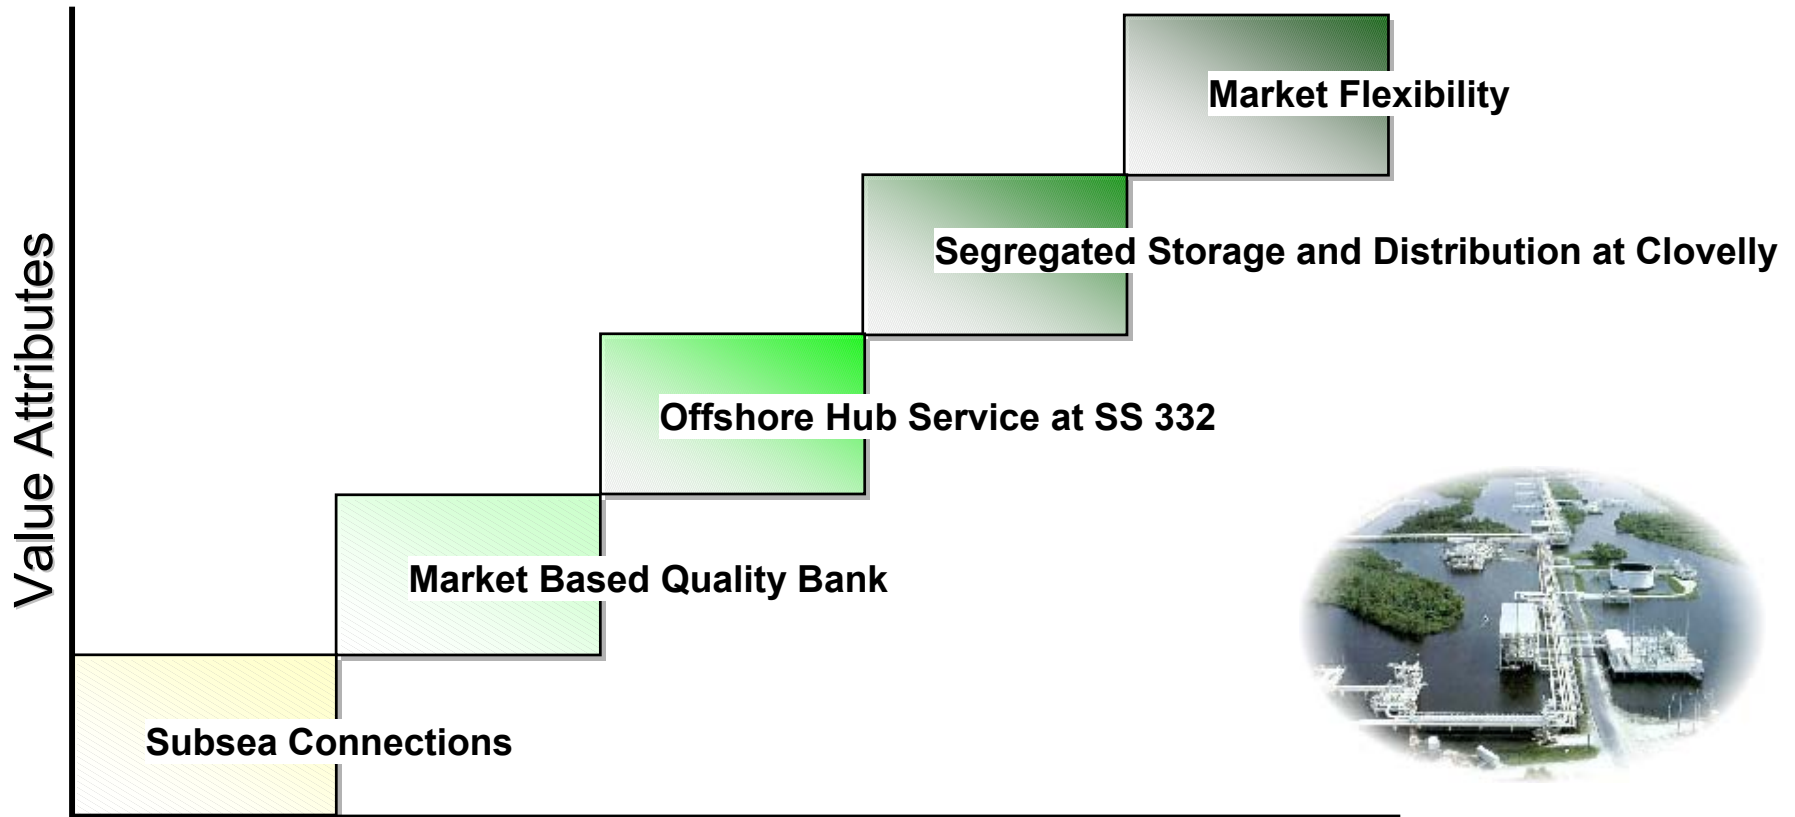 Market Flexibility
Segregated Storage and Distribution at Clovelly
Value Attributes
Offshore Hub Service at SS 332
Market Based Quality Bank
Subsea Connections